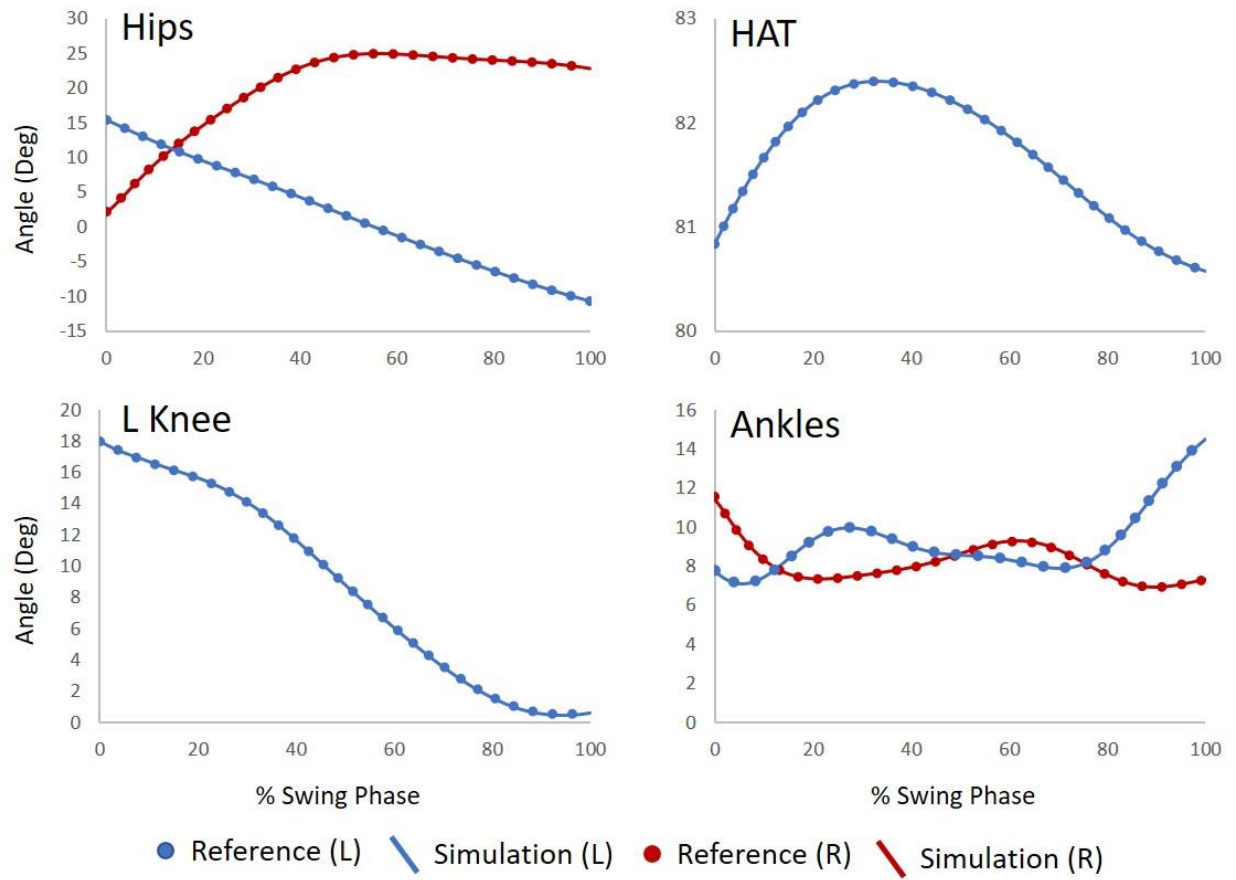 Hips
Angle (Deg)
30
25
20
15
10
5
0
-5
-10
-15
0 20 40 60 80 100
HAT
83
82
81
80
0 20 40 60 80 100
L Knee
Angle (Deg)
20
18
16
14
12
10
8
6
4
2
0
0 20 40 60 80 100
% Swing Phase
Ankles
16
14
12
10
8
6
4
2
0
0 20 40 60 80 100
% Swing Phase
Reference (L) Simulation (L) Reference (R) Simulation (R)